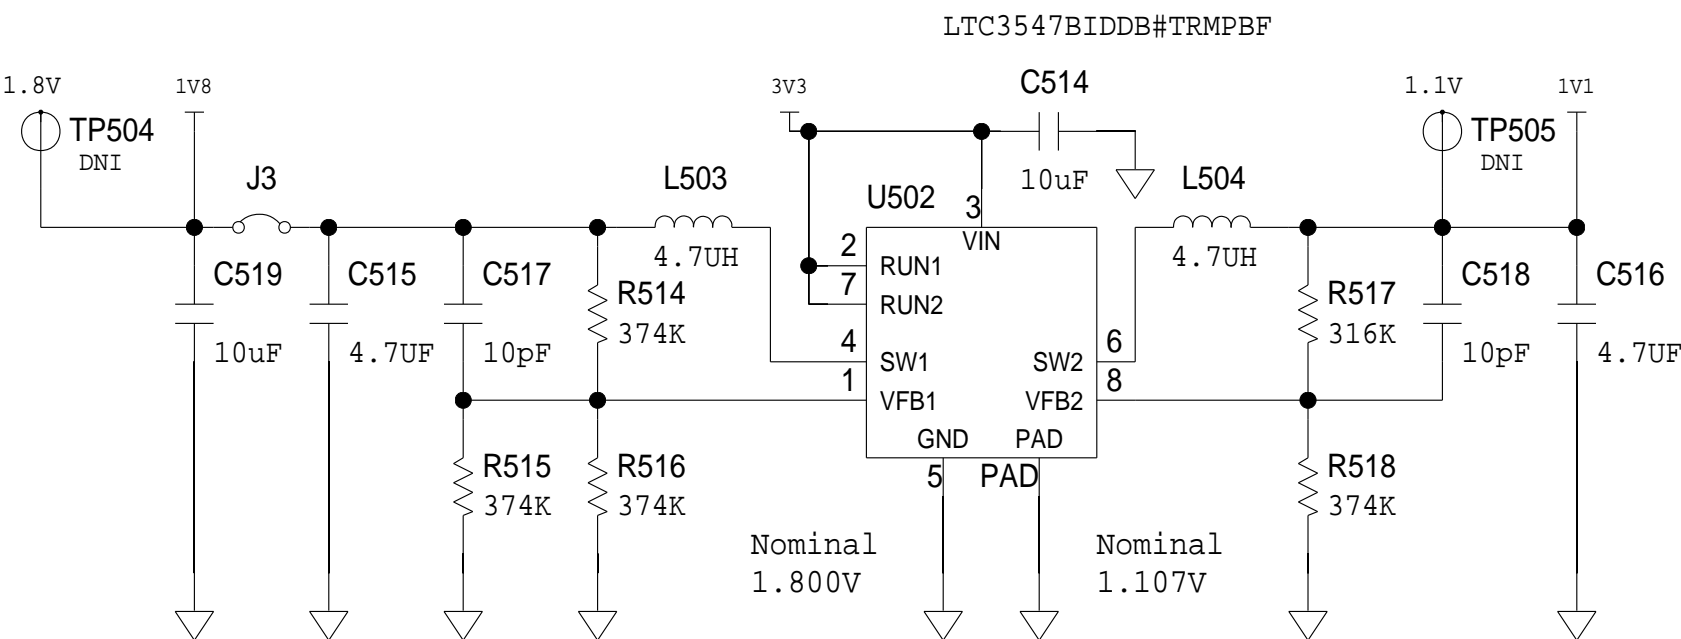 LTC3547BIDDB#TRMPBF
1.8V
1V8
3V3
C514
1.1V
1V1
TP504
DNI
TP505
DNI
J3
L503
10uF
L504
U502
3
VIN
4.7UH
2
RUN1
4.7UH
C519
C515
C517
C518
C516
7
RUN2
R514
374K
R517
316K
10uF
4.7UF
10pF
4
SW1
SW2
6
10pF
4.7UF
1
VFB1
VFB2
8
GND
PAD
5
PAD
R515
374K
R516
374K
R518
374K
Nominal
1.800V
Nominal
1.107V